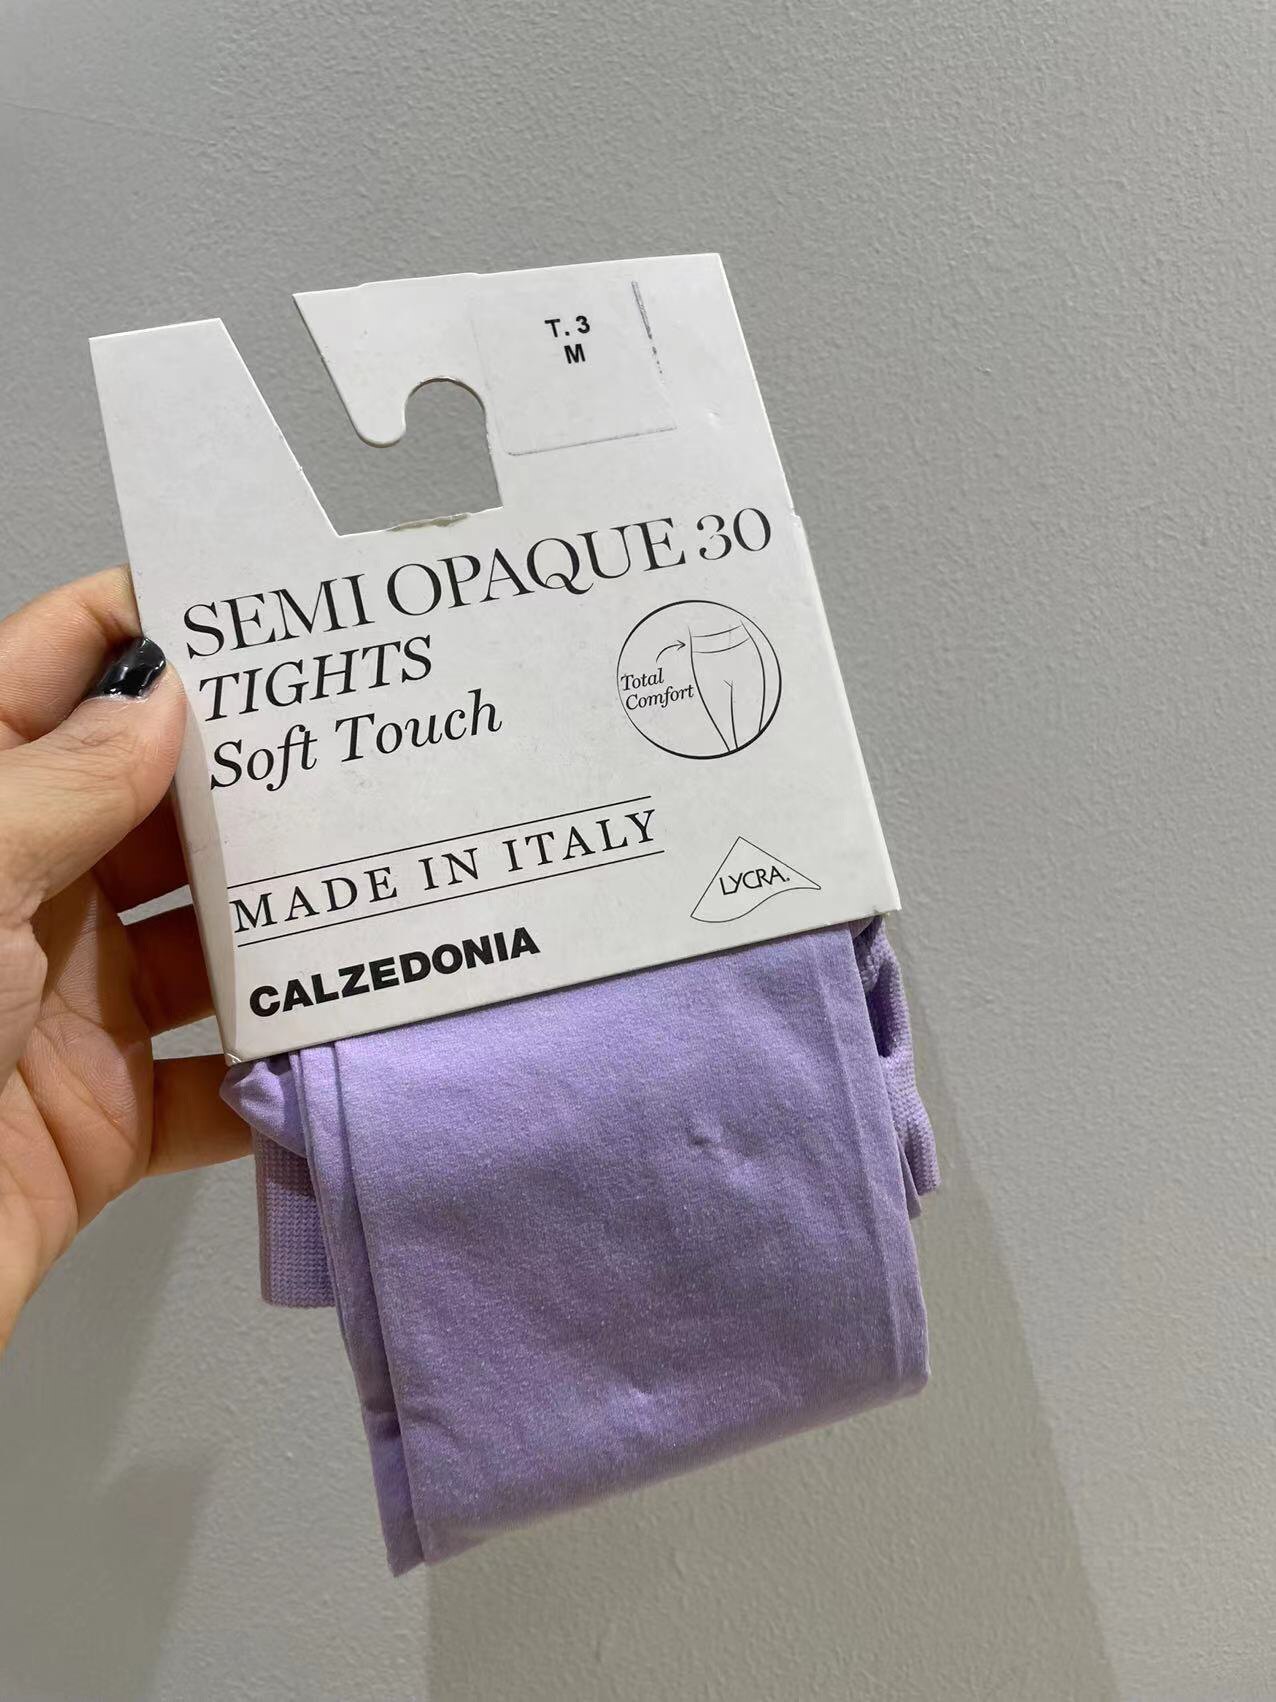 T. 3
M
SEMI OPAQUE 30
TIGHTS
Soft Touch
Total
Comfort
MADE IN ITALY
LYCRA.
CALZEDONIA